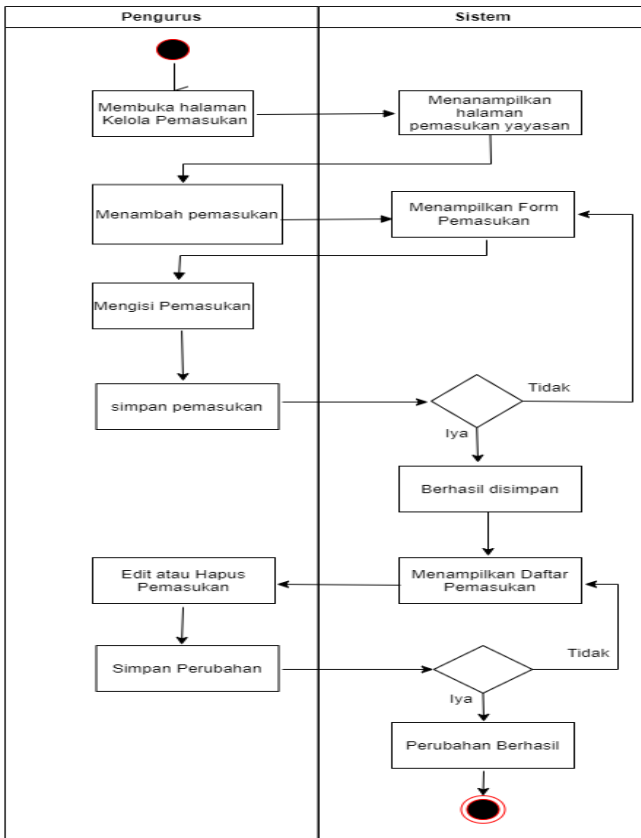 Pengurus
Sistem
Membuka halaman
Kelola Pemasukan
Menanampilkan
halaman
pemasukan yayasan
Menambah pemasukan
Menampilkan Form
Pemasukan
Mengisi Pemasukan
simpan pemasukan
Tidak
Iya
Berhasil disimpan
Edit atau Hapus
Pemasukan
Menampilkan Daftar
Pemasukan
Simpan Perubahan
Tidak
Iya
Perubahan Berhasil